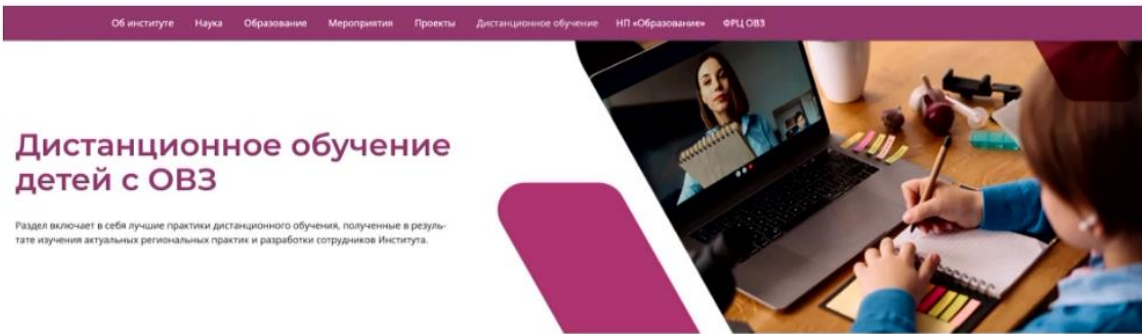 Об институте Наука Образование Мероприятия Проекты Дистанционное обучение НП «Образование» ФРЦ ОВЗ
Дистанционное обучение
детей с ОВЗ
Раздел включает в себя лучшие практики дистанционного обучения, полученные в резуль-
тате изучения актуальных региональных практик и разработки сотрудников Института.